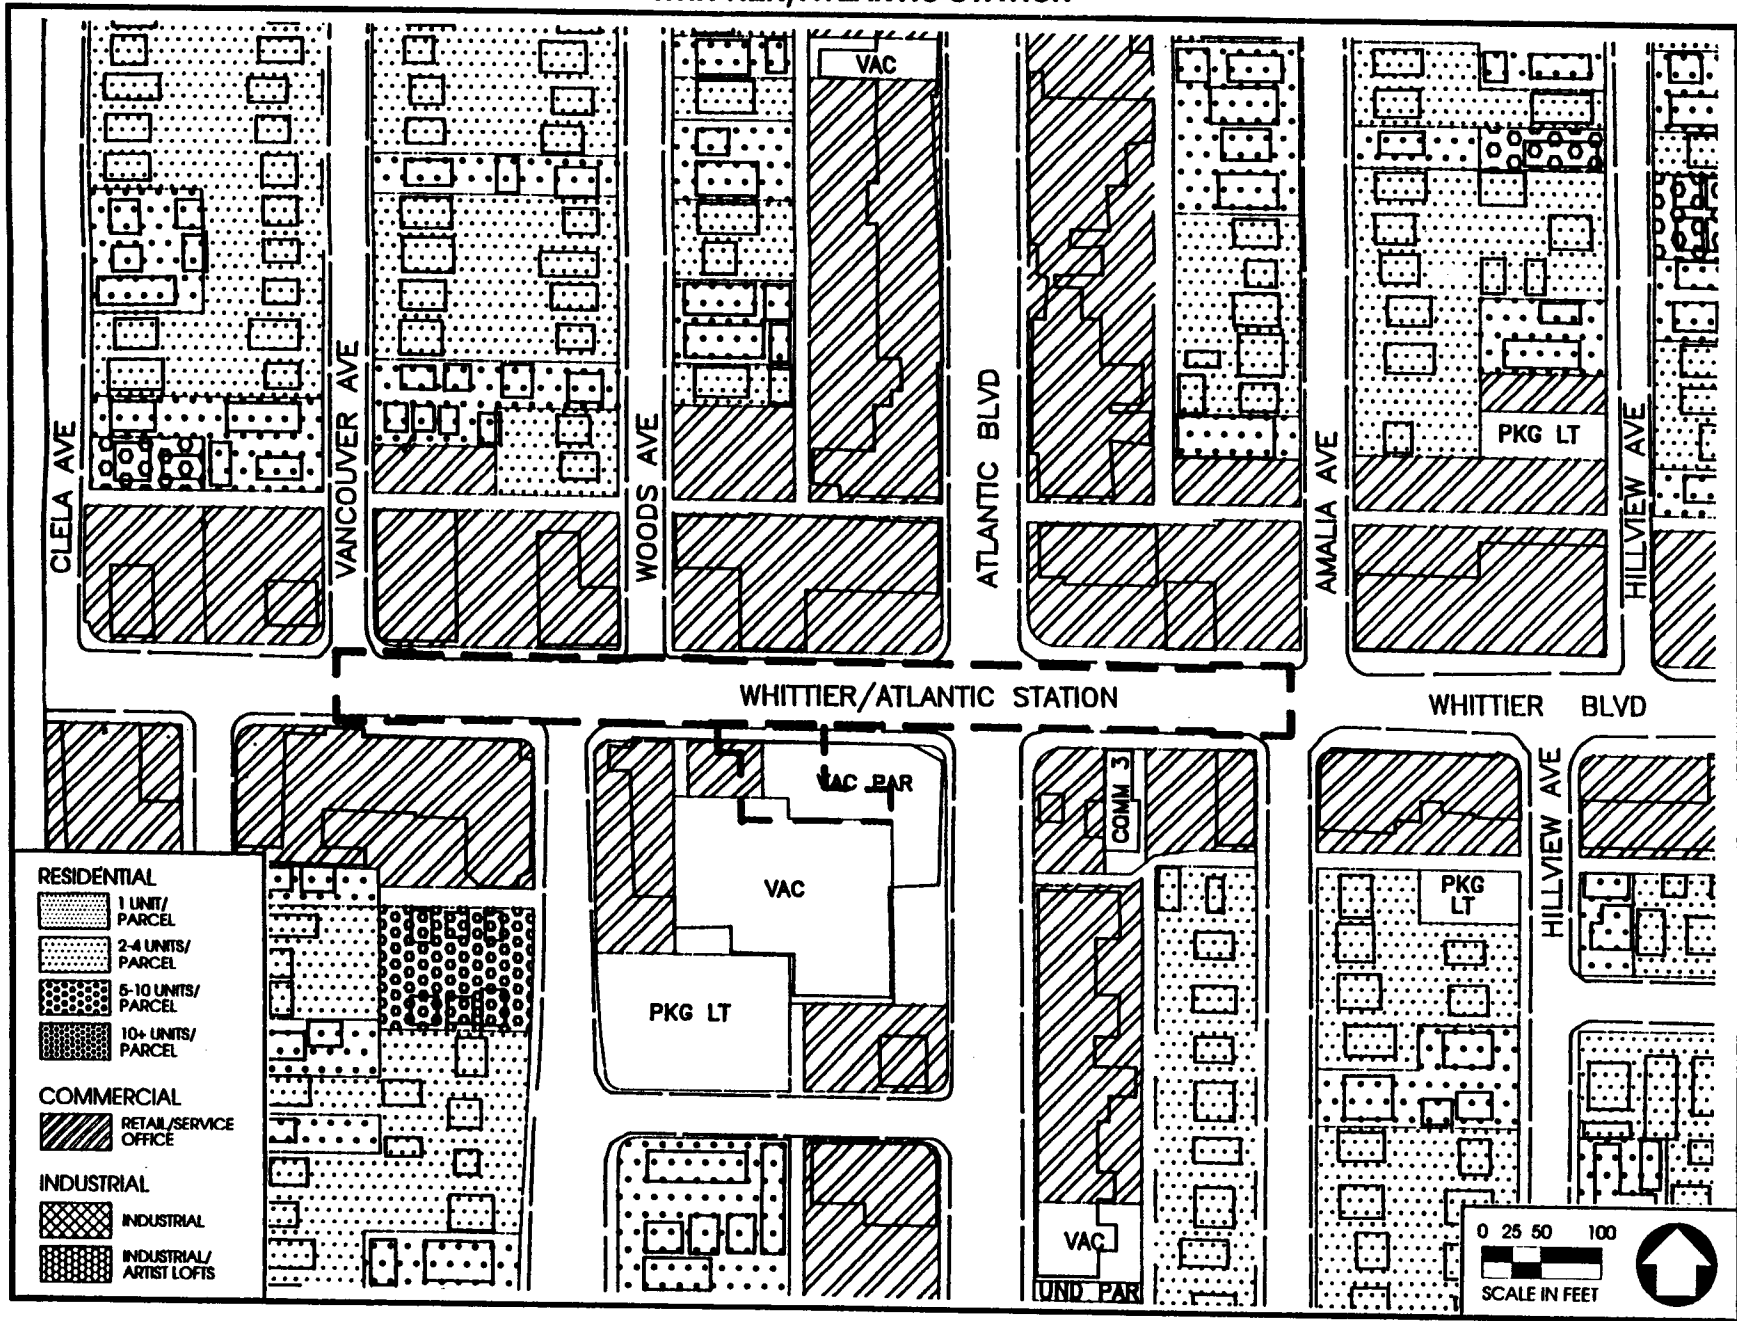 WHITTIER/ATLANTIC STATION
VAC
CLELA AVE
VANCOUVER AVE
WOODS AVE
ATLANTIC BLVD
AMALIA AVE
HILLVIEW AVE
PKG LT
WHITTIER/ATLANTIC STATION
WHITTIER BLVD
VAC PAR
COMM 3
HILLVIEW AVE
VAC
PKG LT
PKG
LT
VAC
UND PAR
RESIDENTIAL
1 UNIT/
PARCEL
2-4 UNITS/
PARCEL
5-10 UNITS/
PARCEL
10+ UNITS/
PARCEL
COMMERCIAL
RETAIL/SERVICE
OFFICE
INDUSTRIAL
INDUSTRIAL
INDUSTRIAL/
ARTIST LOFTS
0 25 50 100
SCALE IN FEET